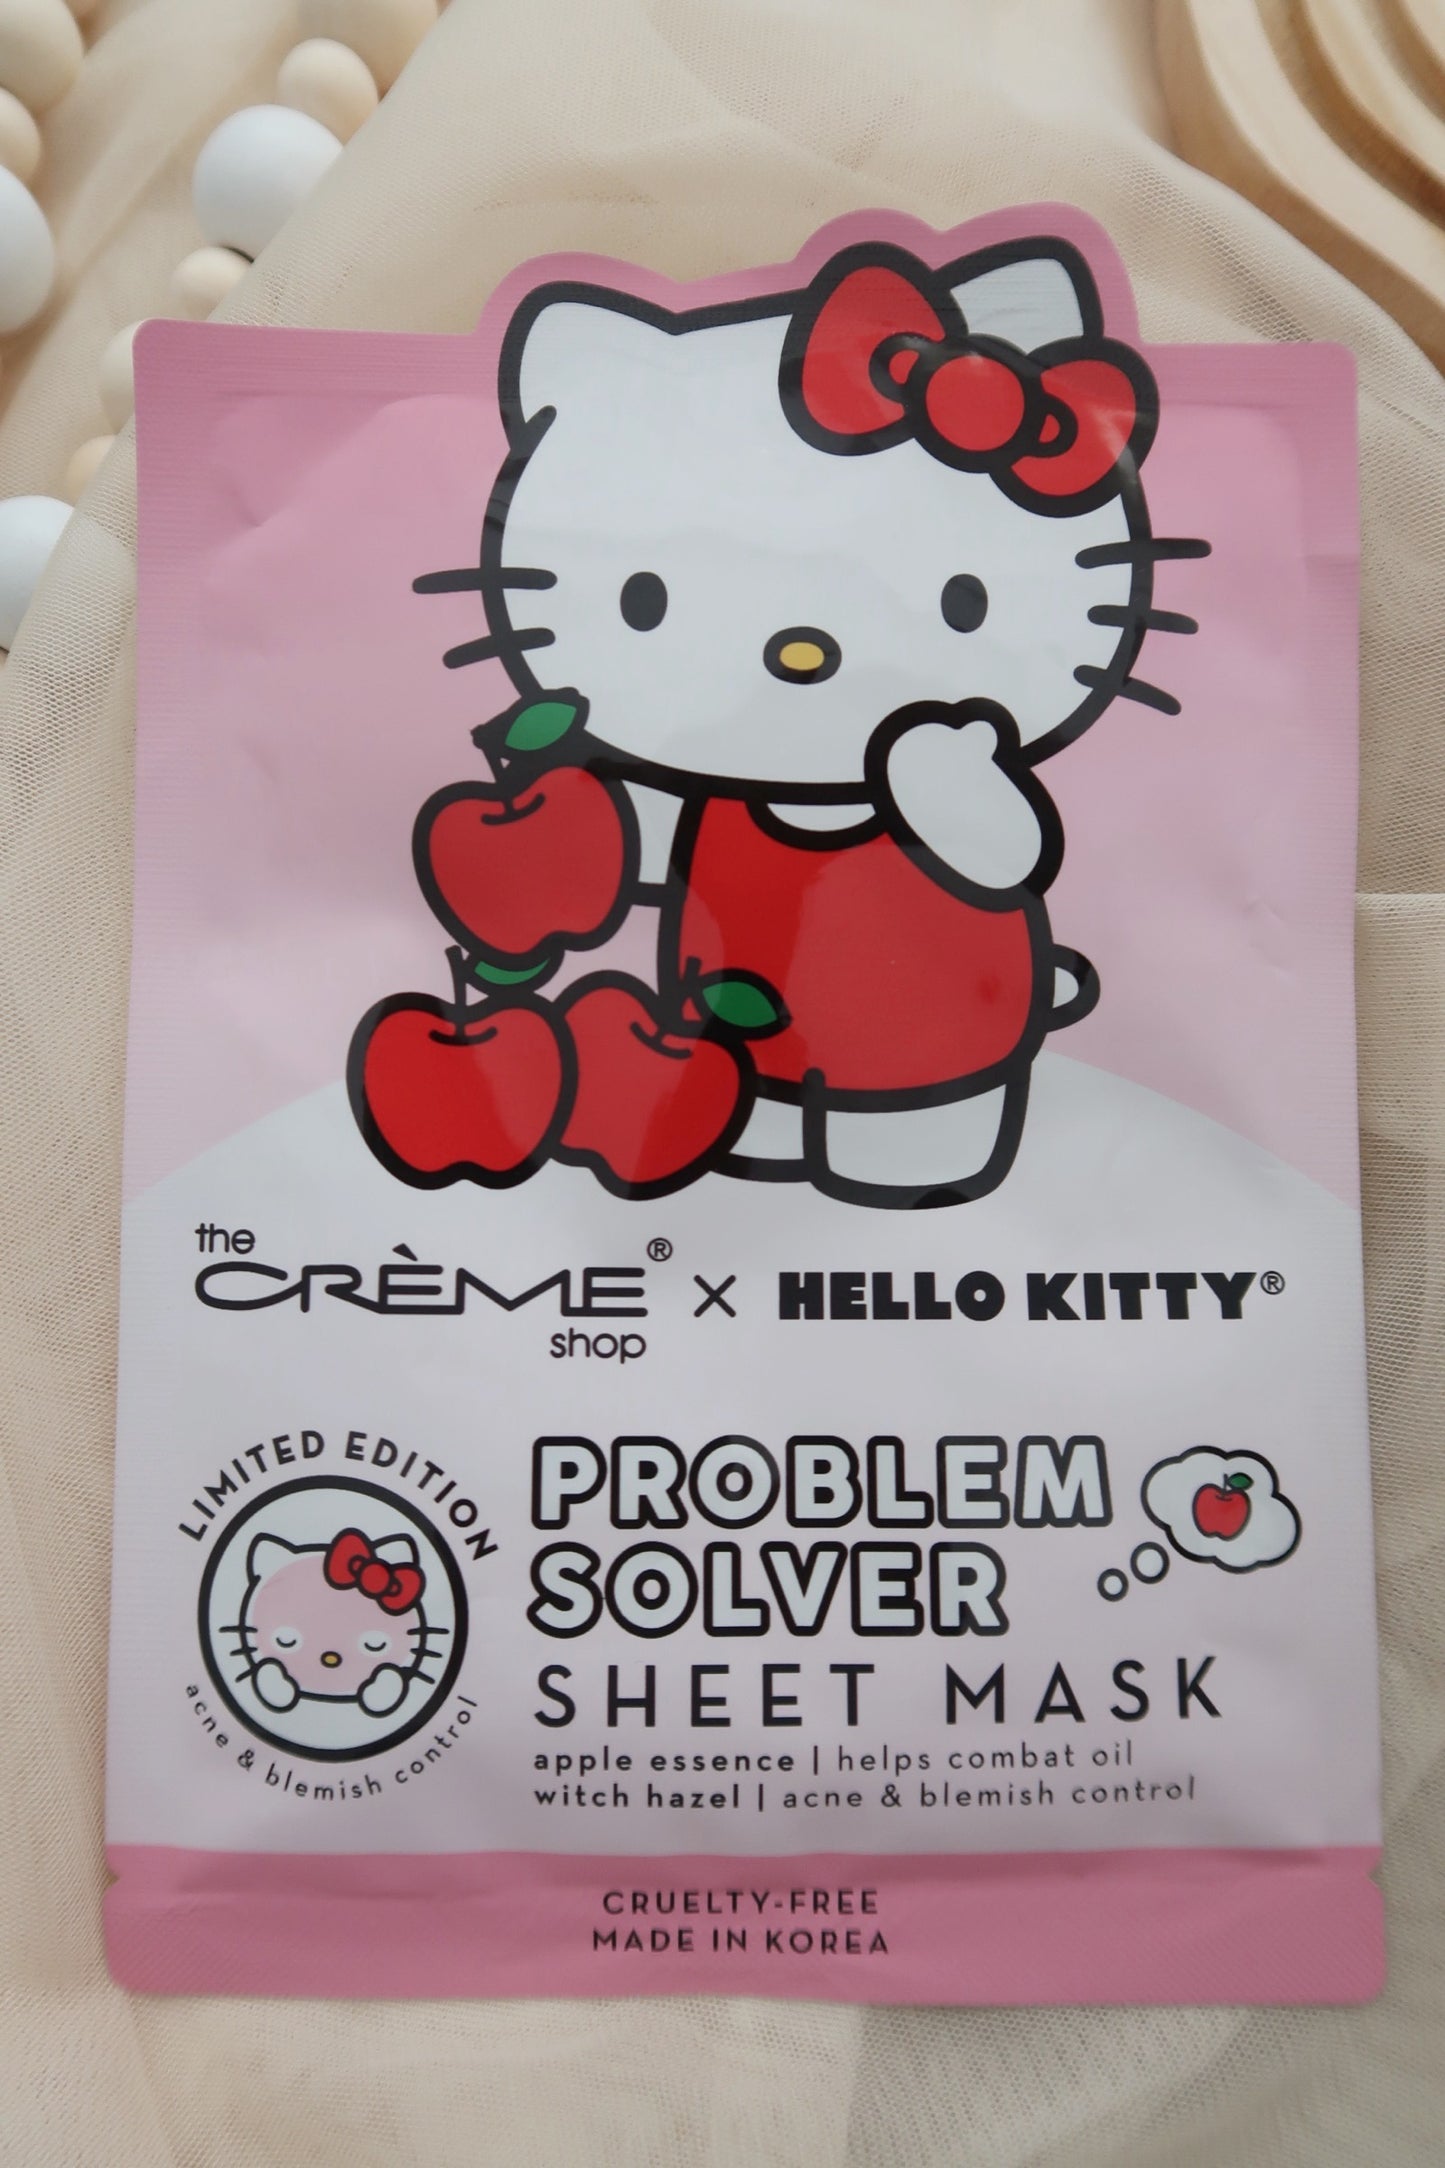 the
CRÈME®
shop
× HELLO KITTY®
LIMITED EDITION
acne & blemish control
PROBLEM
SOLVER
SHEET MASK
apple essence | helps combat oil
witch hazel | acne & blemish control
CRUELTY-FREE
MADE IN KOREA